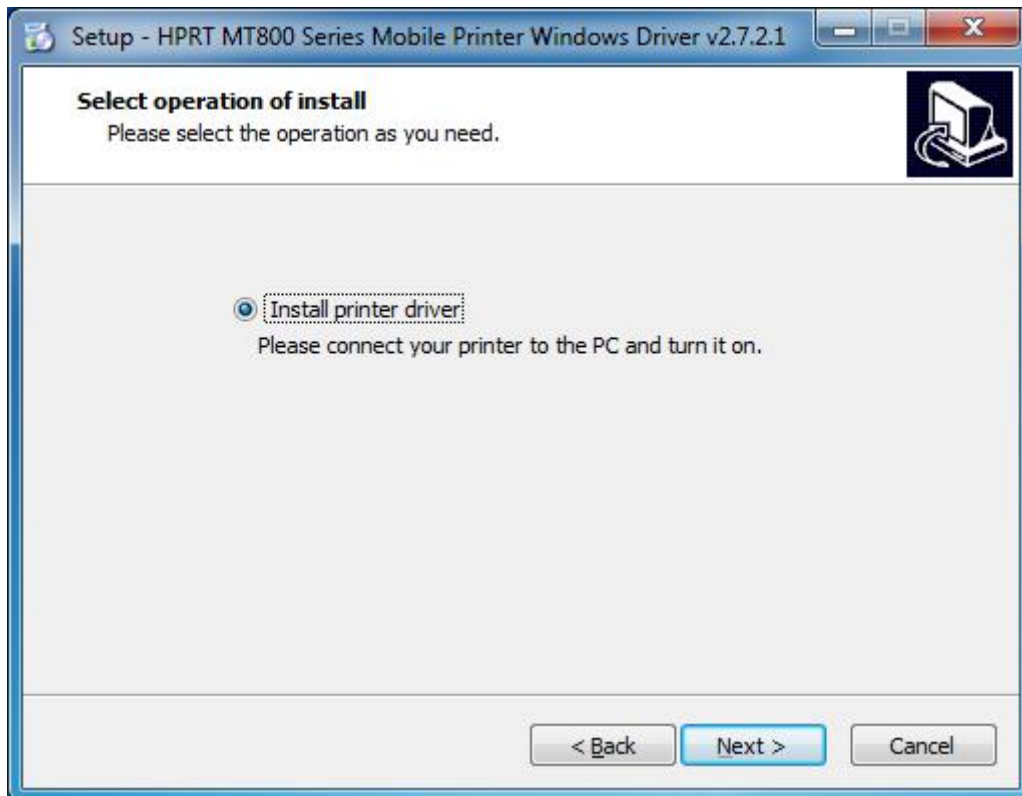 Setup - HPRT MT800 Series Mobile Printer Windows Driver v2.7.2.1
Select operation of install
Please select the operation as you need.
Install printer driver
Please connect your printer to the PC and turn it on.
< Back Next > Cancel